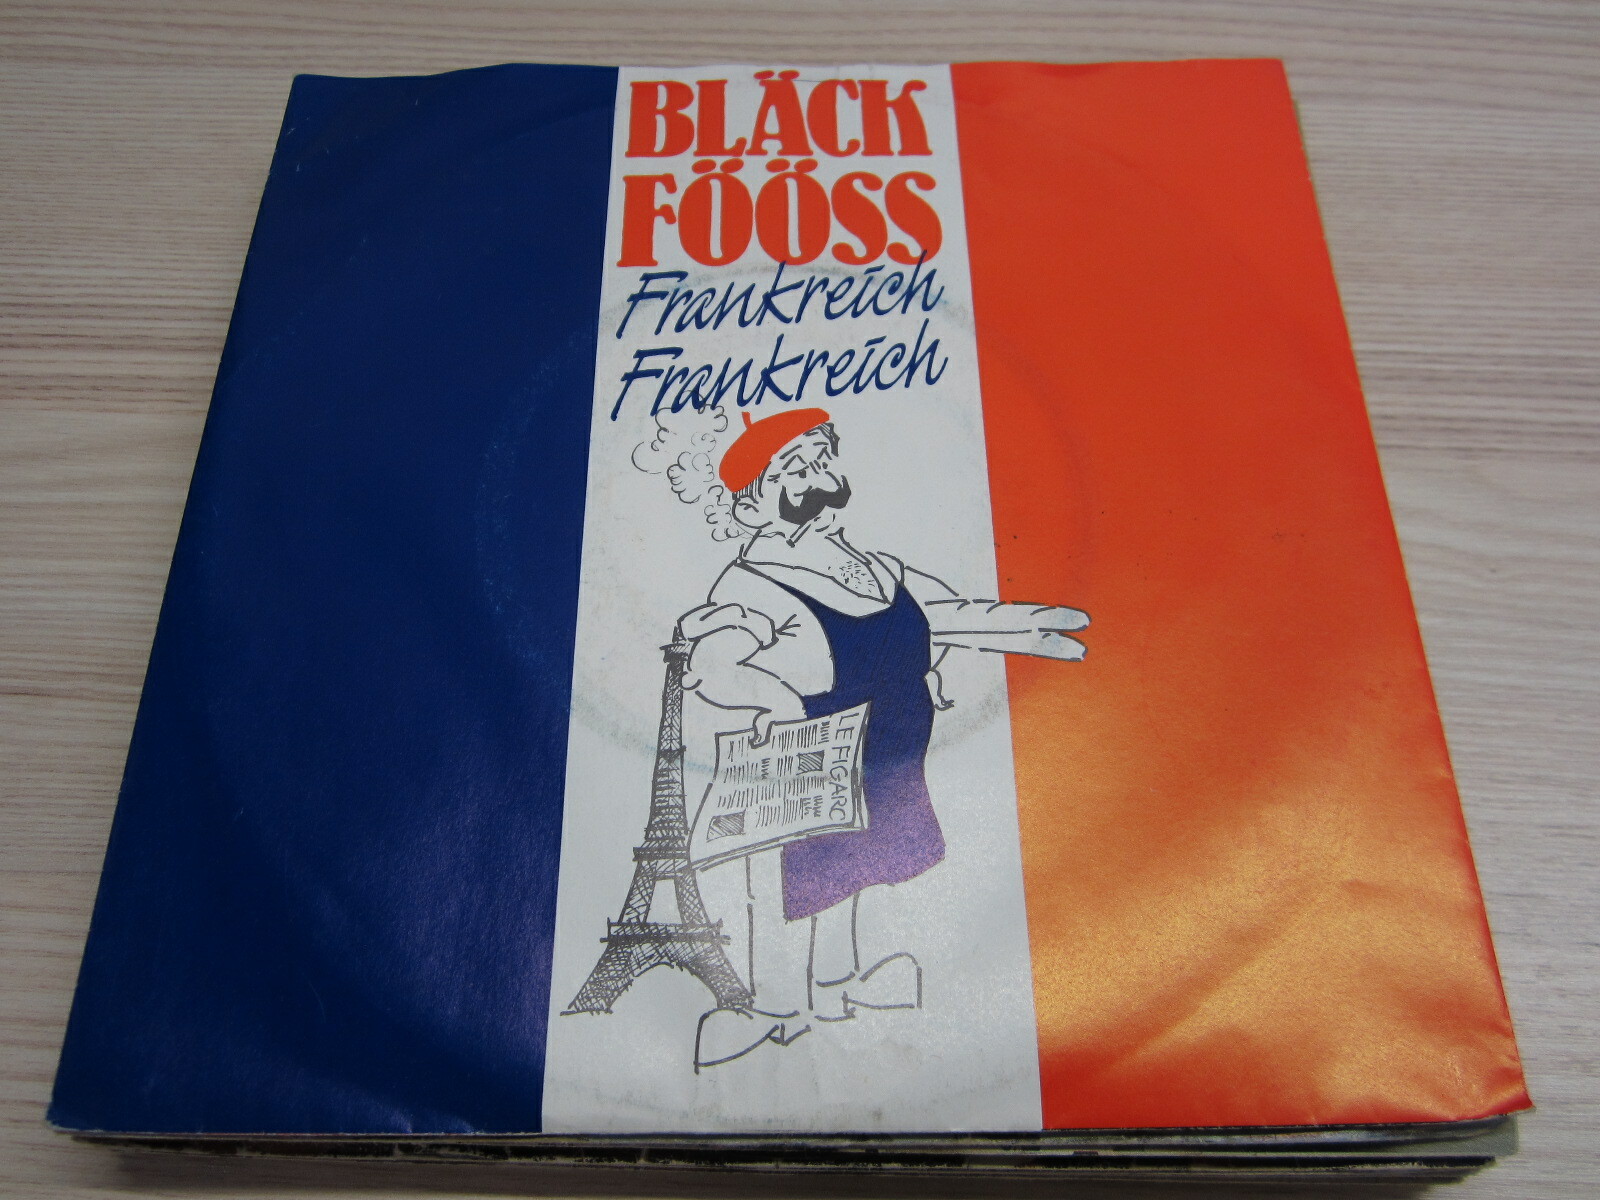 BLÄCK
FÖÖSS
Frankreich
Frankreich
LE FIGARO